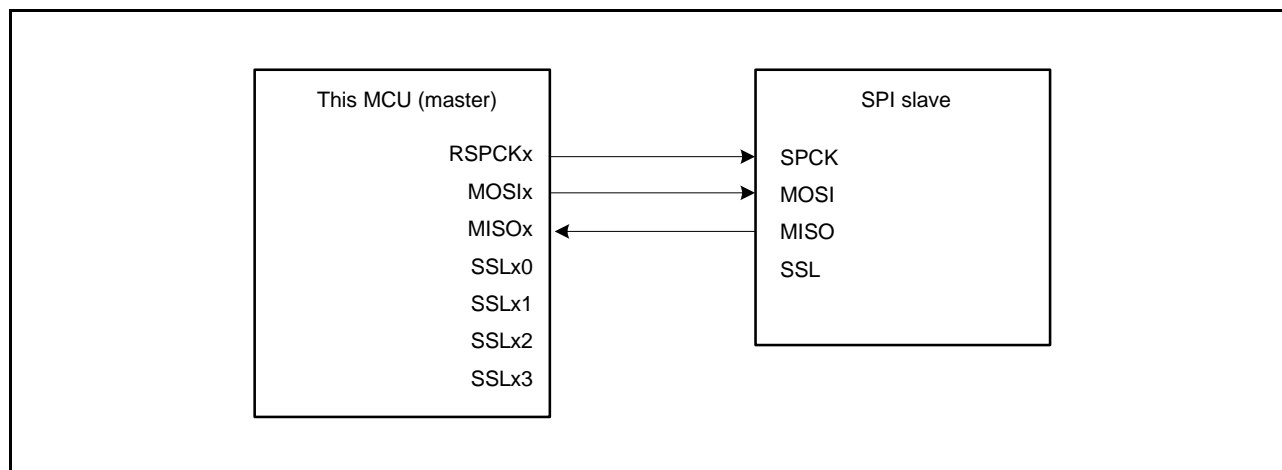 This MCU (master)
RSPCKx
MOSIx
MISOx
SSLx0
SSLx1
SSLx2
SSLx3
SPI slave
SPCK
MOSI
MISO
SSL